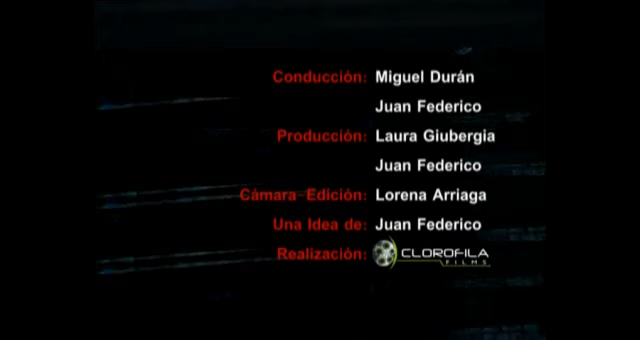 Conducción: Miguel Durán
Juan Federico
Producción: Laura Giubergia
Juan Federico
Cámara Edición: Lorena Arriaga
Una Idea de: Juan Federico
Realización: CLOROFILA
FILMS